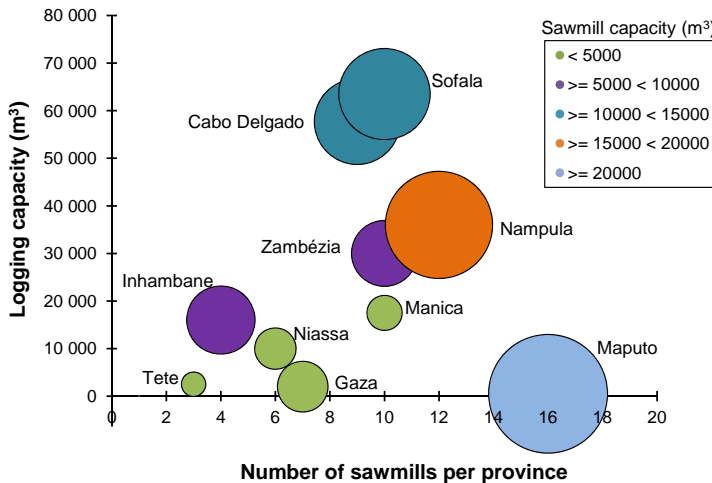 Sawmill capacity (m³)
< 5000
>= 5000 < 10000
>= 10000 < 15000
>= 15000 < 20000
>= 20000
Logging capacity (m³)
80 000
70 000
60 000
50 000
40 000
30 000
20 000
10 000
0
Sofala
Cabo Delgado
Nampula
Zambézia
Inhambane
Manica
Niassa
Maputo
Tete
Gaza
0 2 4 6 8 10 12 14 16 18 20
Number of sawmills per province